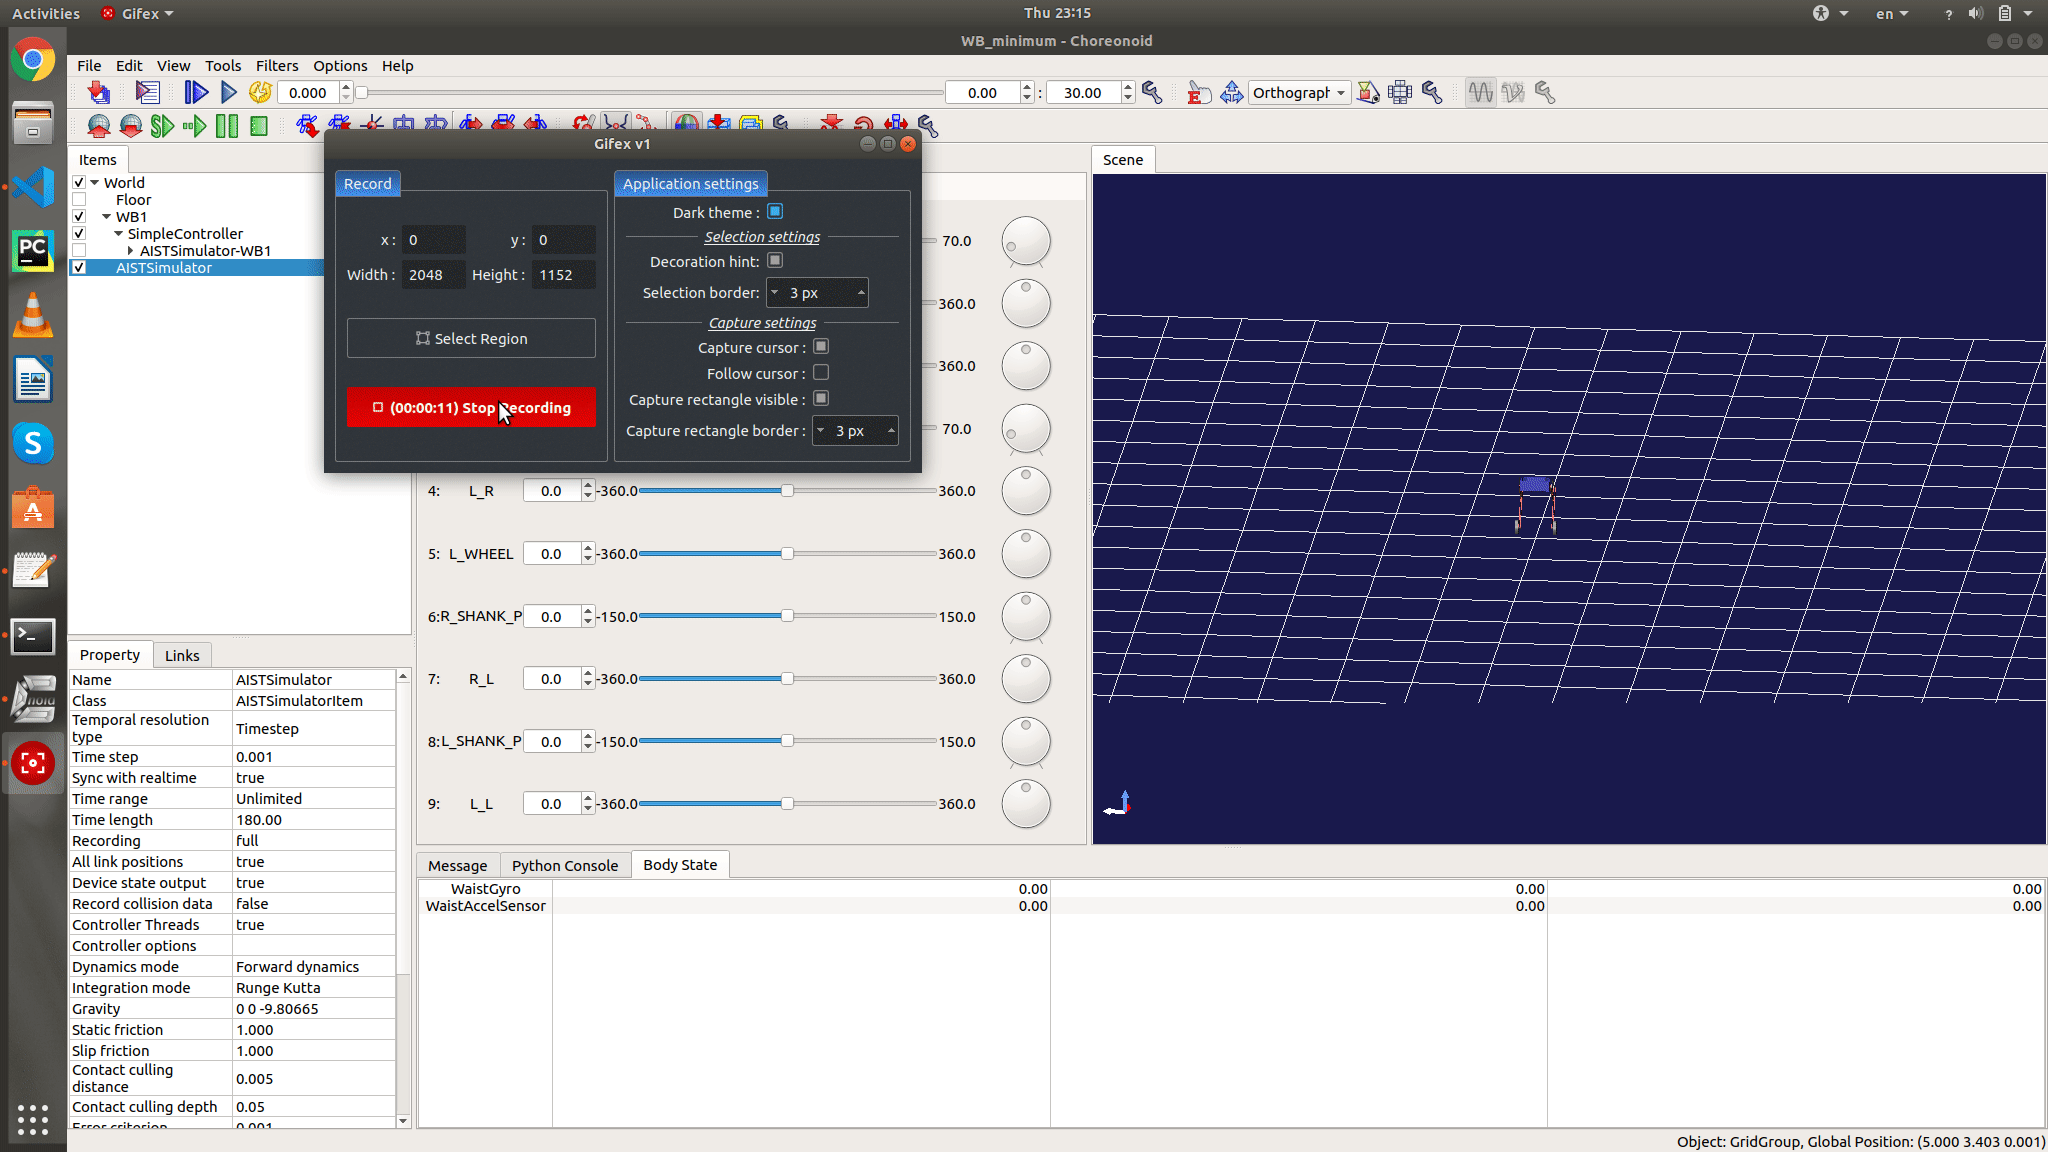 Activities Gifex Thu 23:15 en ?
WB_minimum - Choreonoid
File Edit View Tools Filters Options Help
0.000 0.00 : 30.00 Orthograph
Items
World
Floor
WB1
SimpleController
AISTSimulator-WB1
AISTSimulator
Gifex v1
Record
x : 0 y : 0
Width : 2048 Height : 1152
Select Region
(00:00:11) Stop Recording
Application settings
Dark theme :
Selection settings
Decoration hint:
Selection border: 3 px
Capture settings
Capture cursor :
Follow cursor :
Capture rectangle visible :
Capture rectangle border : 3 px
70.0
360.0
360.0
70.0
4: L_R 0.0 -360.0 360.0
5: L_WHEEL 0.0 -360.0 360.0
6: R_SHANK_P 0.0 -150.0 150.0
7: R_L 0.0 -360.0 360.0
8: L_SHANK_P 0.0 -150.0 150.0
9: L_L 0.0 -360.0 360.0
Scene
Property Links
Name AISTSimulator
Class AISTSimulatorItem
Temporal resolution type Timestep
Time step 0.001
Sync with realtime true
Time range Unlimited
Time length 180.00
Recording full
All link positions true
Device state output true
Record collision data false
Controller Threads true
Controller options
Dynamics mode Forward dynamics
Integration mode Runge Kutta
Gravity 0 0 -9.80665
Static friction 1.000
Slip friction 1.000
Contact culling distance 0.005
Contact culling depth 0.05
Error criterion 0.001
Message Python Console Body State
WaistGyro 0.00 0.00 0.00
WaistAccelSensor 0.00 0.00 0.00
Object: GridGroup, Global Position: (5.000 3.403 0.001)